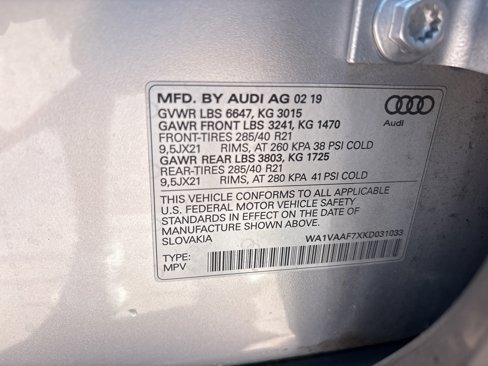 MFD. BY AUDI AG 02 19
GVWR LBS 6647, KG 3015
GAWR FRONT LBS 3241, KG 1470
FRONT-TIRES 285/40 R21
9,5JX21 RIMS, AT 260 KPA 38 PSI COLD
GAWR REAR LBS 3803, KG 1725
REAR-TIRES 285/40 R21
9,5JX21 RIMS, AT 280 KPA 41 PSI COLD
Audi
THIS VEHICLE CONFORMS TO ALL APPLICABLE
U.S. FEDERAL MOTOR VEHICLE SAFETY
STANDARDS IN EFFECT ON THE DATE OF
MANUFACTURE SHOWN ABOVE.
SLOVAKIA
WA1VAAF7XKD031033
TYPE:
MPV